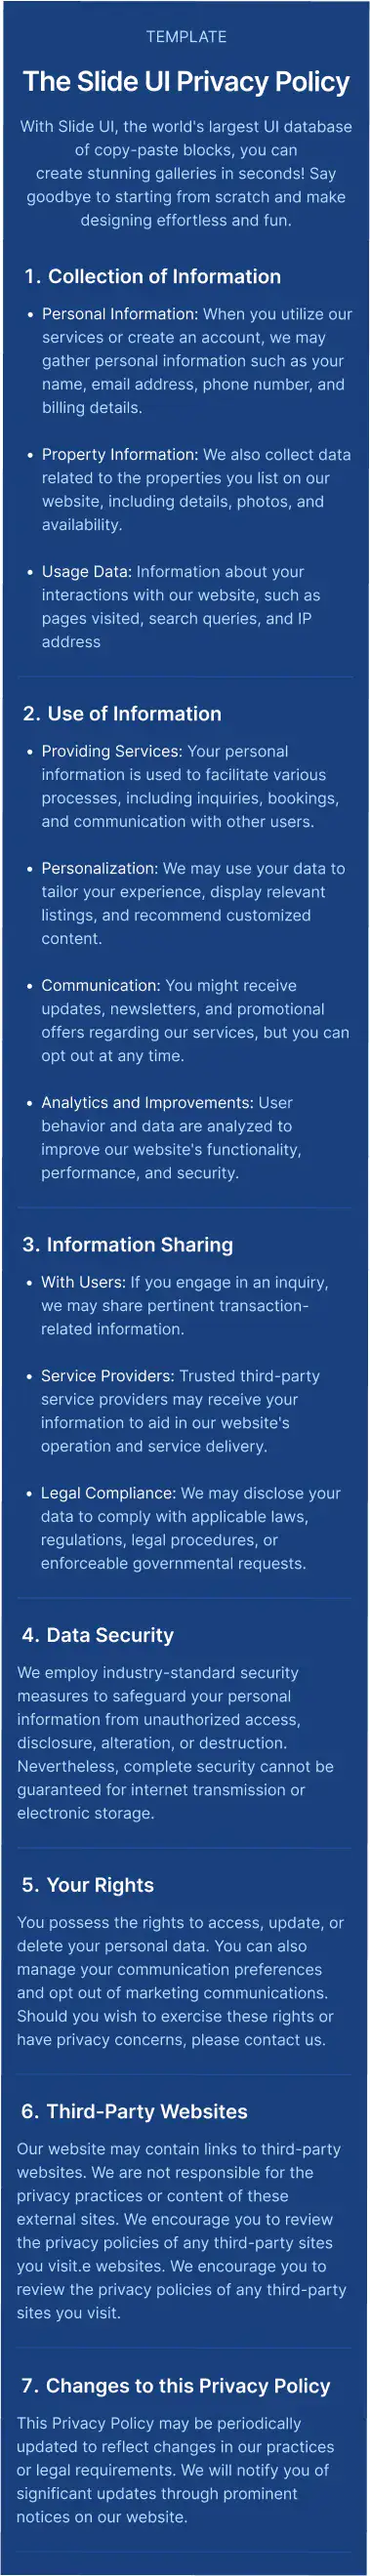 TEMPLATE
The Slide UI Privacy Policy
With Slide UI, the world's largest UI database
of copy-paste blocks, you can
create stunning galleries in seconds! Say
goodbye to starting from scratch and make
designing effortless and fun.
1. Collection of Information
• Personal Information: When you utilize our
services or create an account, we may
gather personal information such as your
name, email address, phone number, and
billing details.
• Property Information: We also collect data
related to the properties you list on our
website, including details, photos, and
availability.
• Usage Data: Information about your
interactions with our website, such as
pages visited, search queries, and IP
address
2. Use of Information
• Providing Services: Your personal
information is used to facilitate various
processes, including inquiries, bookings,
and communication with other users.
• Personalization: We may use your data to
tailor your experience, display relevant
listings, and recommend customized
content.
• Communication: You might receive
updates, newsletters, and promotional
offers regarding our services, but you can
opt out at any time.
• Analytics and Improvements: User
behavior and data are analyzed to
improve our website's functionality,
performance, and security.
3. Information Sharing
• With Users: If you engage in an inquiry,
we may share pertinent transaction-
related information.
• Service Providers: Trusted third-party
service providers may receive your
information to aid in our website's
operation and service delivery.
• Legal Compliance: We may disclose your
data to comply with applicable laws,
regulations, legal procedures, or
enforceable governmental requests.
4. Data Security
We employ industry-standard security
measures to safeguard your personal
information from unauthorized access,
disclosure, alteration, or destruction.
Nevertheless, complete security cannot be
guaranteed for internet transmission or
electronic storage.
5. Your Rights
You possess the rights to access, update, or
delete your personal data. You can also
manage your communication preferences
and opt out of marketing communications.
Should you wish to exercise these rights or
have privacy concerns, please contact us.
6. Third-Party Websites
Our website may contain links to third-party
websites. We are not responsible for the
privacy practices or content of these
external sites. We encourage you to review
the privacy policies of any third-party sites
you visit.e websites. We encourage you to
review the privacy policies of any third-party
sites you visit.
7. Changes to this Privacy Policy
This Privacy Policy may be periodically
updated to reflect changes in our practices
or legal requirements. We will notify you of
significant updates through prominent
notices on our website.